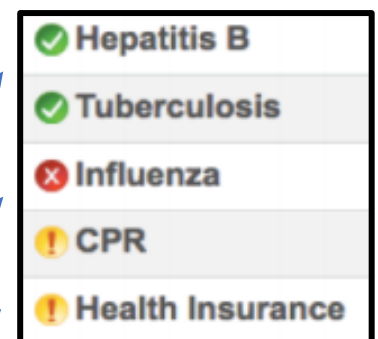 Hepatitis B
Tuberculosis
Influenza
CPR
Health Insurance